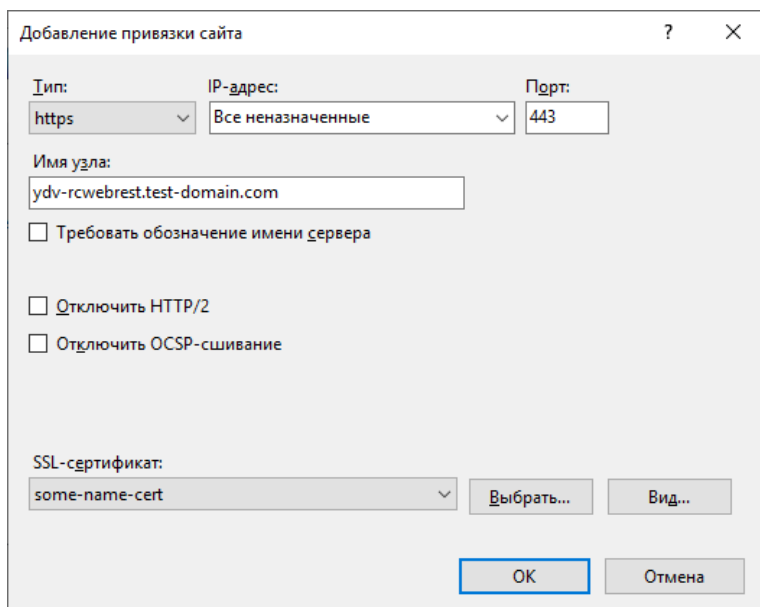 Добавление привязки сайта ? ×
Тип: IP-адрес: Порт:
https Все неназначенные 443
Имя узла:
ydv-rcwebrest.test-domain.com
Требовать обозначение имени сервера
Отключить HTTP/2
Отключить OCSP-сшивание
SSL-сертификат:
some-name-cert Выбрать... Вид...
ОК Отмена